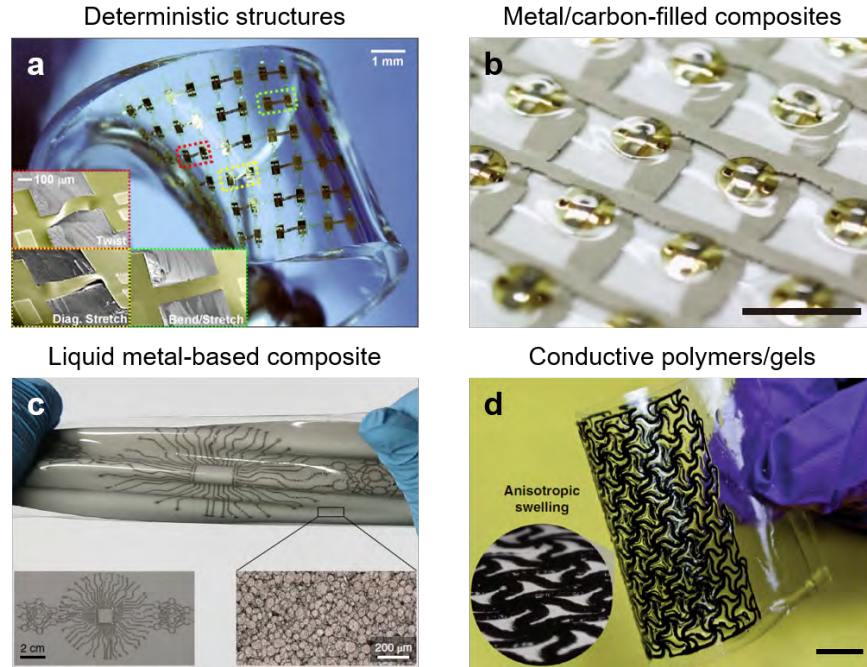 Deterministic structures
a
1 mm
100 μm
Twist
Diag. Stretch
Bend/Stretch
Metal/carbon-filled composites
b
Liquid metal-based composite
c
2 cm
200 μm
Conductive polymers/gels
d
Anisotropic
swelling